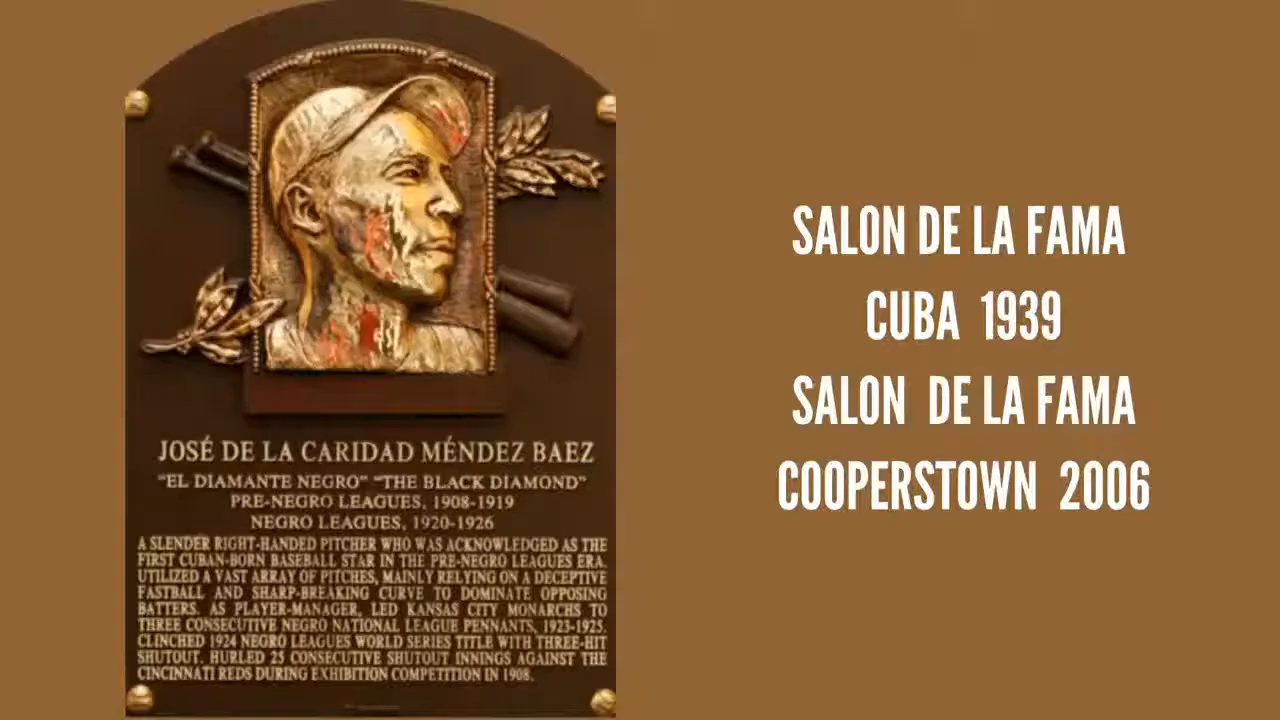 JOSÉ DE LA CARIDAD MÉNDEZ BAEZ
"EL DIAMANTE NEGRO" "THE BLACK DIAMOND"
PRE-NEGRO LEAGUES, 1908-1919
NEGRO LEAGUES, 1920-1926
A SLENDER RIGHT-HANDED PITCHER WHO WAS ACKNOWLEDGED AS THE
FIRST CUBAN-BORN BASEBALL STAR IN THE PRE-NEGRO LEAGUES ERA.
UTILIZED A VAST ARRAY OF PITCHES, MAINLY RELYING ON A DECEPTIVE
FASTBALL AND SHARP-BREAKING CURVE TO DOMINATE OPPOSING
BATTERS. AS PLAYER-MANAGER, LED KANSAS CITY MONARCHS TO
THREE CONSECUTIVE NEGRO NATIONAL LEAGUE PENNANTS, 1923-1925.
CLINCHED 1924 NEGRO LEAGUES WORLD SERIES TITLE WITH THREE-HIT
SHUTOUT. HURLED 25 CONSECUTIVE SHUTOUT INNINGS AGAINST THE
CINCINNATI REDS DURING EXHIBITION COMPETITION IN 1908.
SALON DE LA FAMA
CUBA 1939
SALON DE LA FAMA
COOPERSTOWN 2006